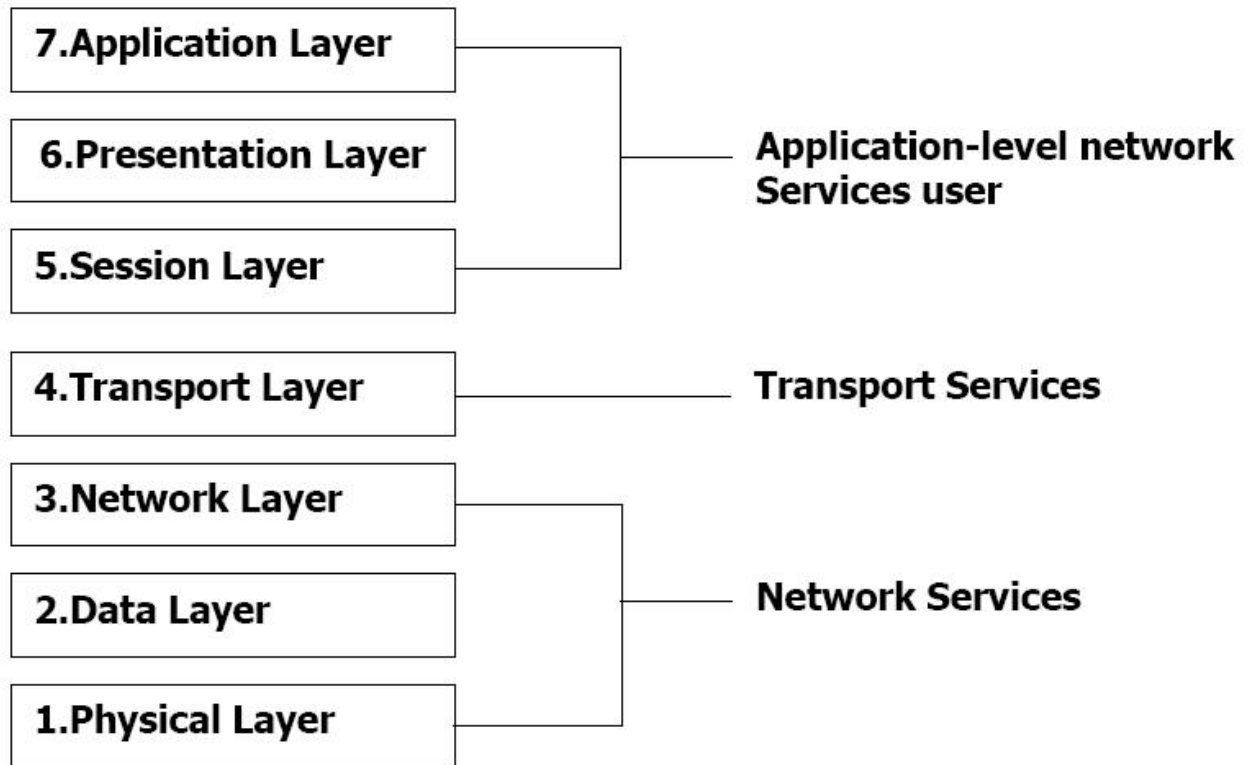 7.Application Layer
6.Presentation Layer
Application-level network
Services user
5.Session Layer
4.Transport Layer
Transport Services
3.Network Layer
2.Data Layer
Network Services
1.Physical Layer